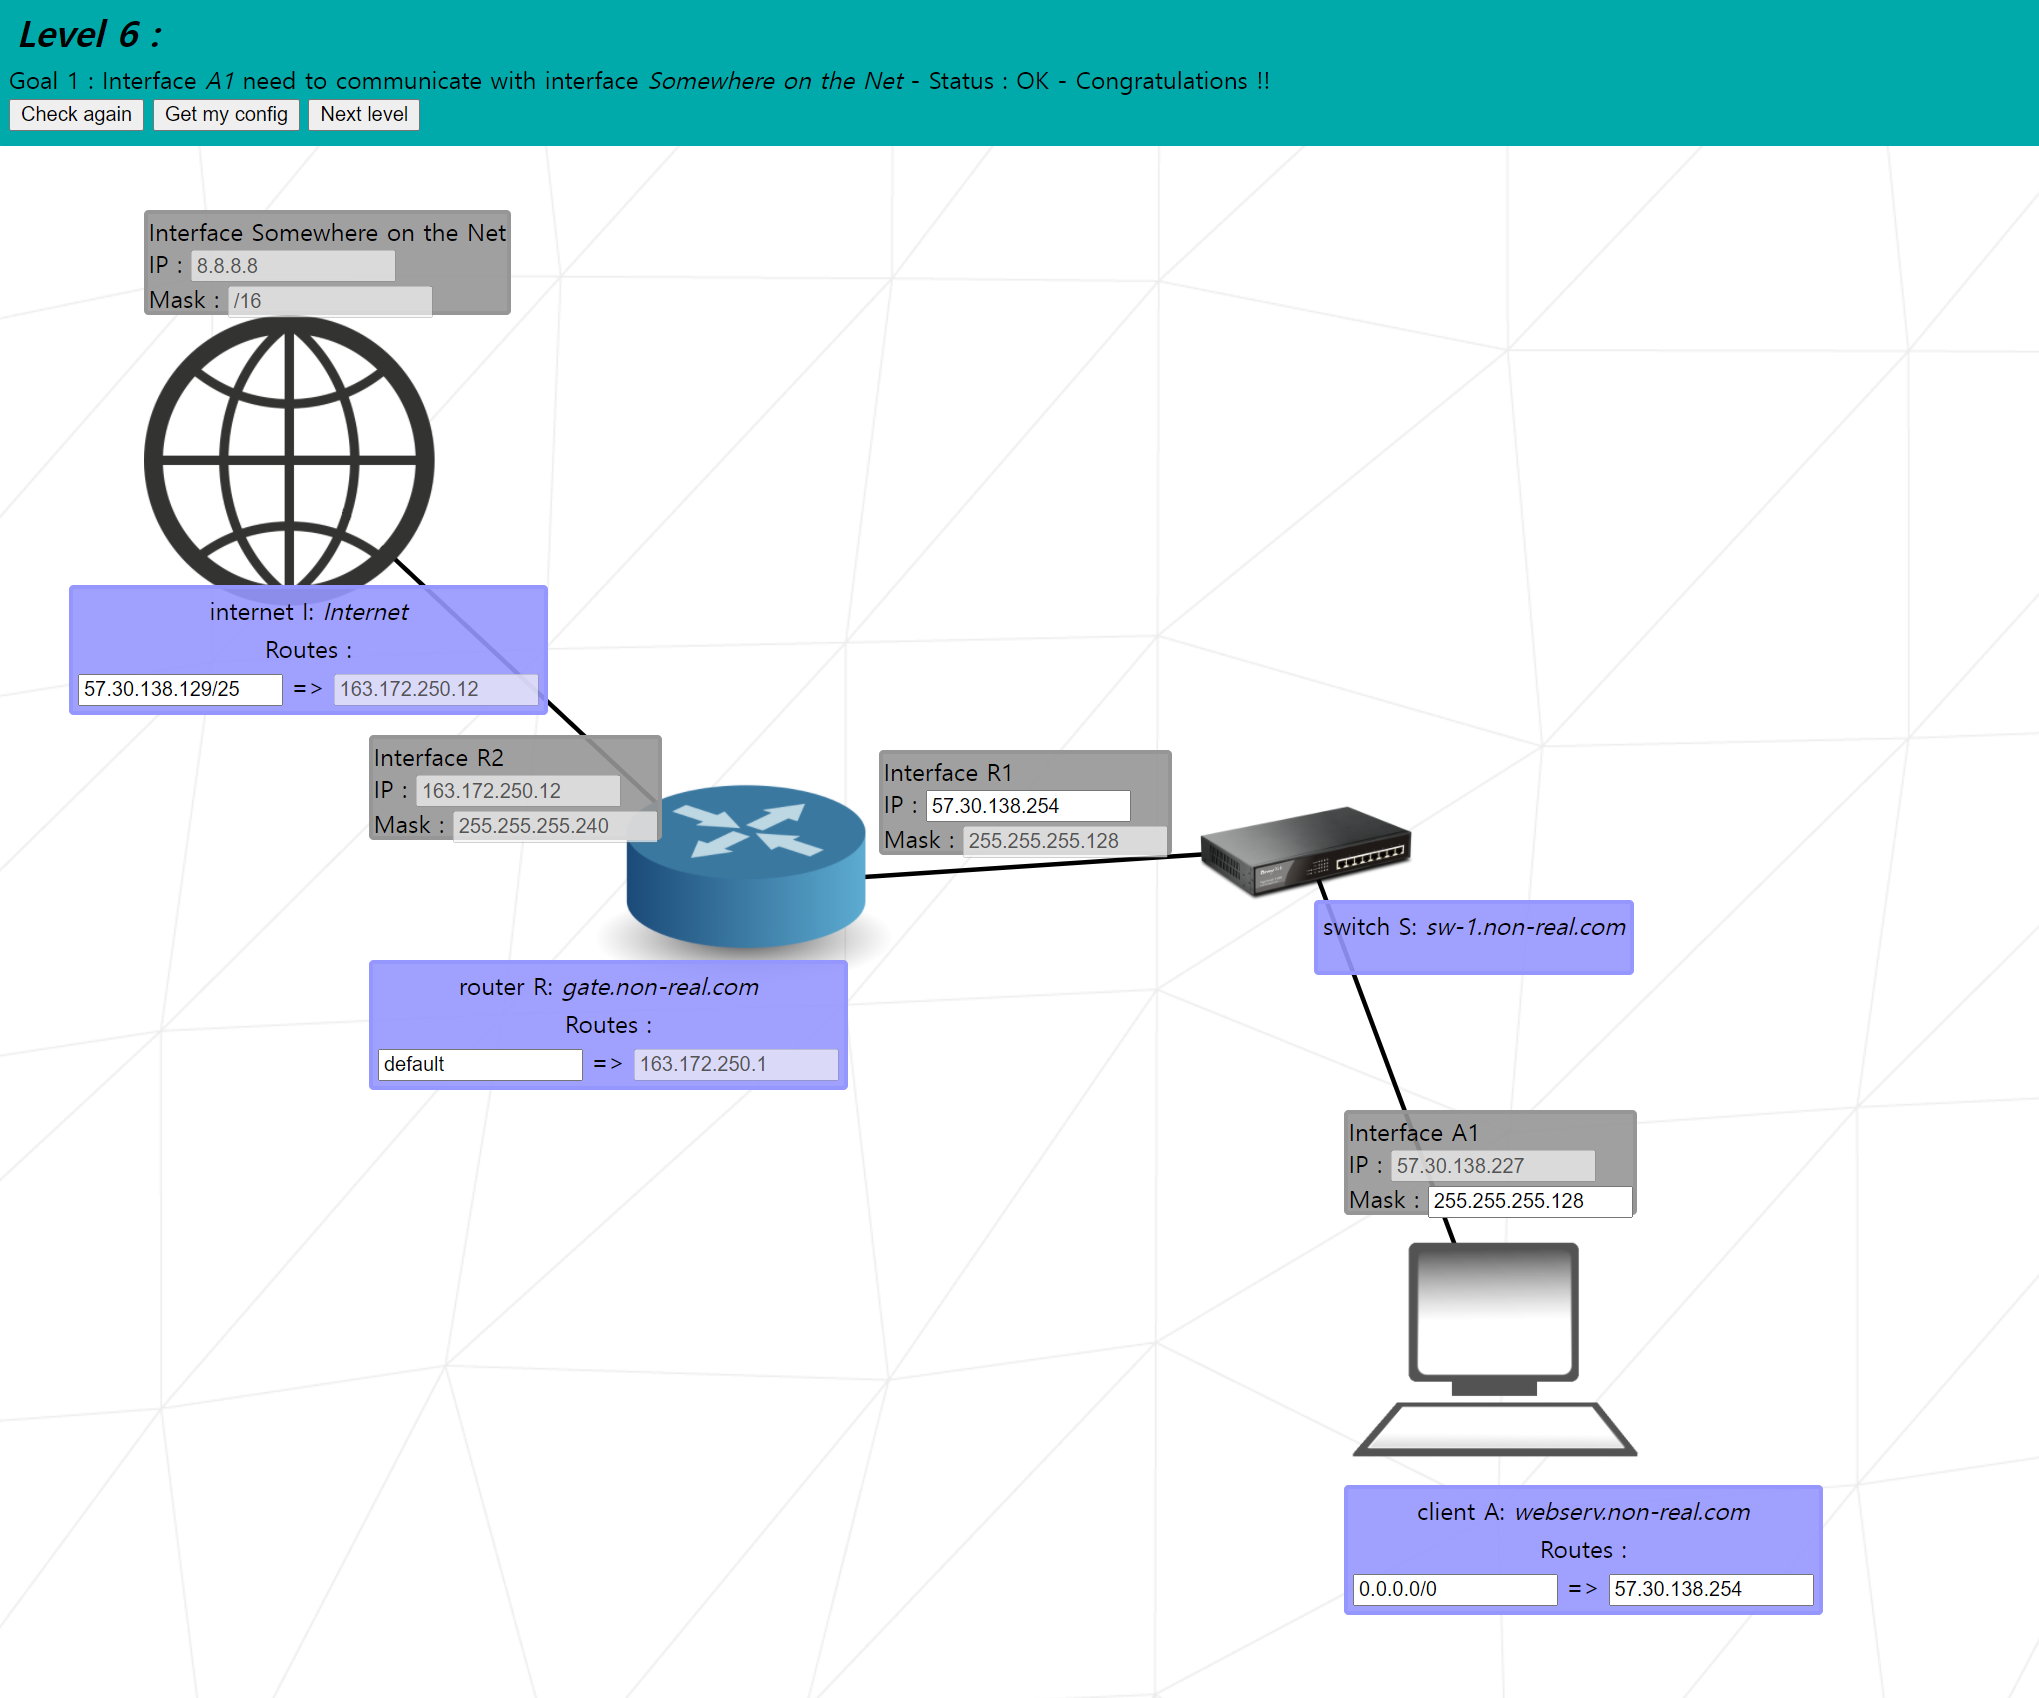 Level 6 :
Goal 1 : Interface A1 need to communicate with interface Somewhere on the Net - Status : OK - Congratulations !!
Check again Get my config Next level
Interface Somewhere on the Net
IP : 8.8.8.8
Mask : /16
internet I: Internet
Routes :
57.30.138.129/25 => 163.172.250.12
Interface R2
IP : 163.172.250.12
Mask : 255.255.255.240
Interface R1
IP : 57.30.138.254
Mask : 255.255.255.128
switch S: sw-1.non-real.com
router R: gate.non-real.com
Routes :
default => 163.172.250.1
Interface A1
IP : 57.30.138.227
Mask : 255.255.255.128
client A: webserv.non-real.com
Routes :
0.0.0.0/0 => 57.30.138.254